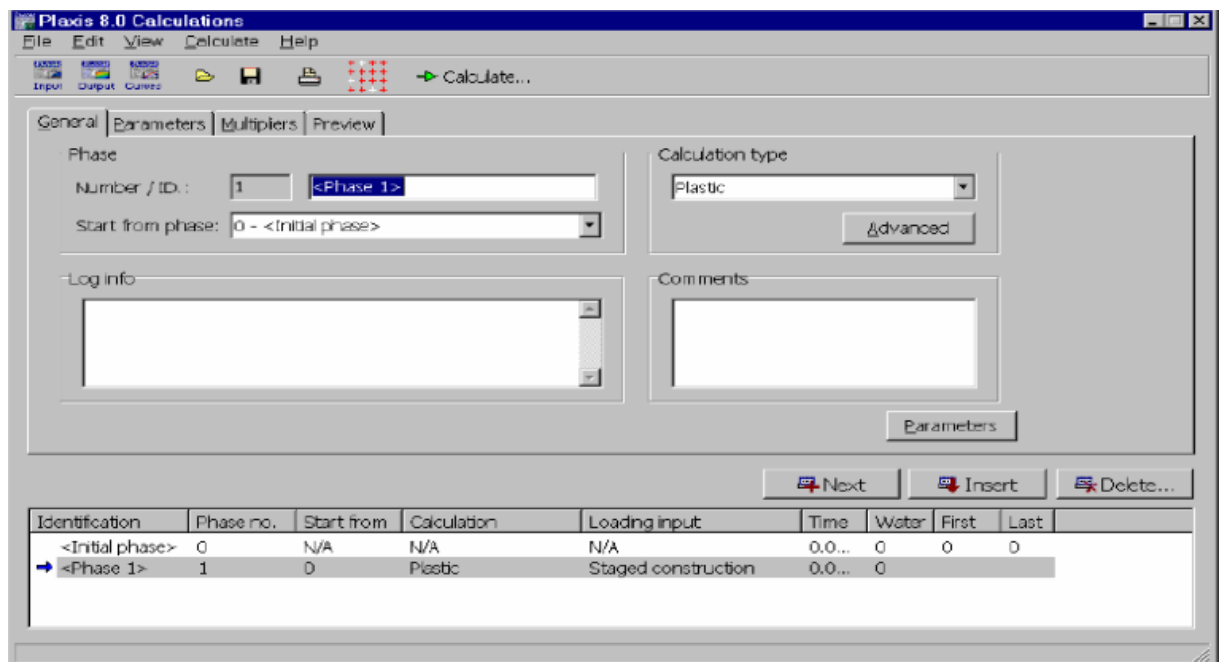 Plaxis 8.0 Calculations
File Edit View Calculate Help
Input Output Curves Calculate...
General Parameters Multipliers Preview
Phase
Number / ID.: 1 <Phase 1>
Start from phase: 0 - <Initial phase>
Calculation type
Plastic
Advanced
Log info
Comments
Parameters
Next Insert Delete...
Identification Phase no. Start from Calculation Loading input Time Water First Last
<Initial phase> 0 N/A N/A N/A 0.0... 0 0 0
<Phase 1> 1 0 Plastic Staged construction 0.0... 0